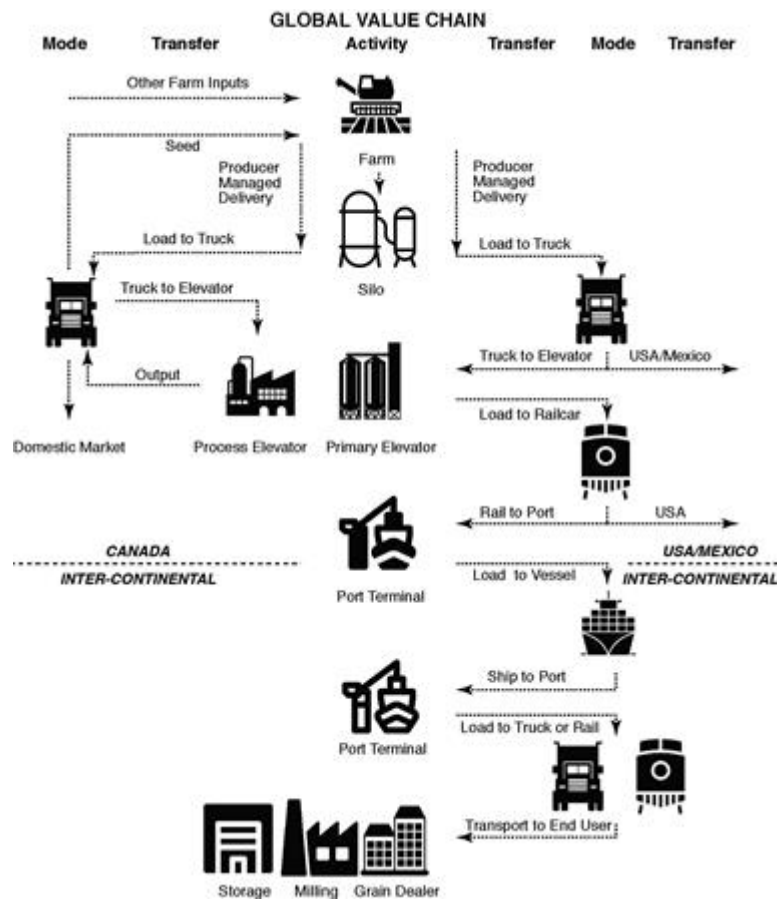 GLOBAL VALUE CHAIN
Mode Transfer Activity Transfer Mode Transfer
Other Farm Inputs
Seed
Farm
Producer
Managed
Delivery
Producer
Managed
Delivery
Load to Truck
Load to Truck
Silo
Truck to Elevator
Truck to Elevator
USA/Mexico
Output
Load to Railcar
Domestic Market
Process Elevator
Primary Elevator
Rail to Port
USA
CANADA
USA/MEXICO
INTER-CONTINENTAL
INTER-CONTINENTAL
Load to Vessel
Port Terminal
Ship to Port
Load to Truck or Rail
Port Terminal
Transport to End User
Storage
Milling
Grain Dealer